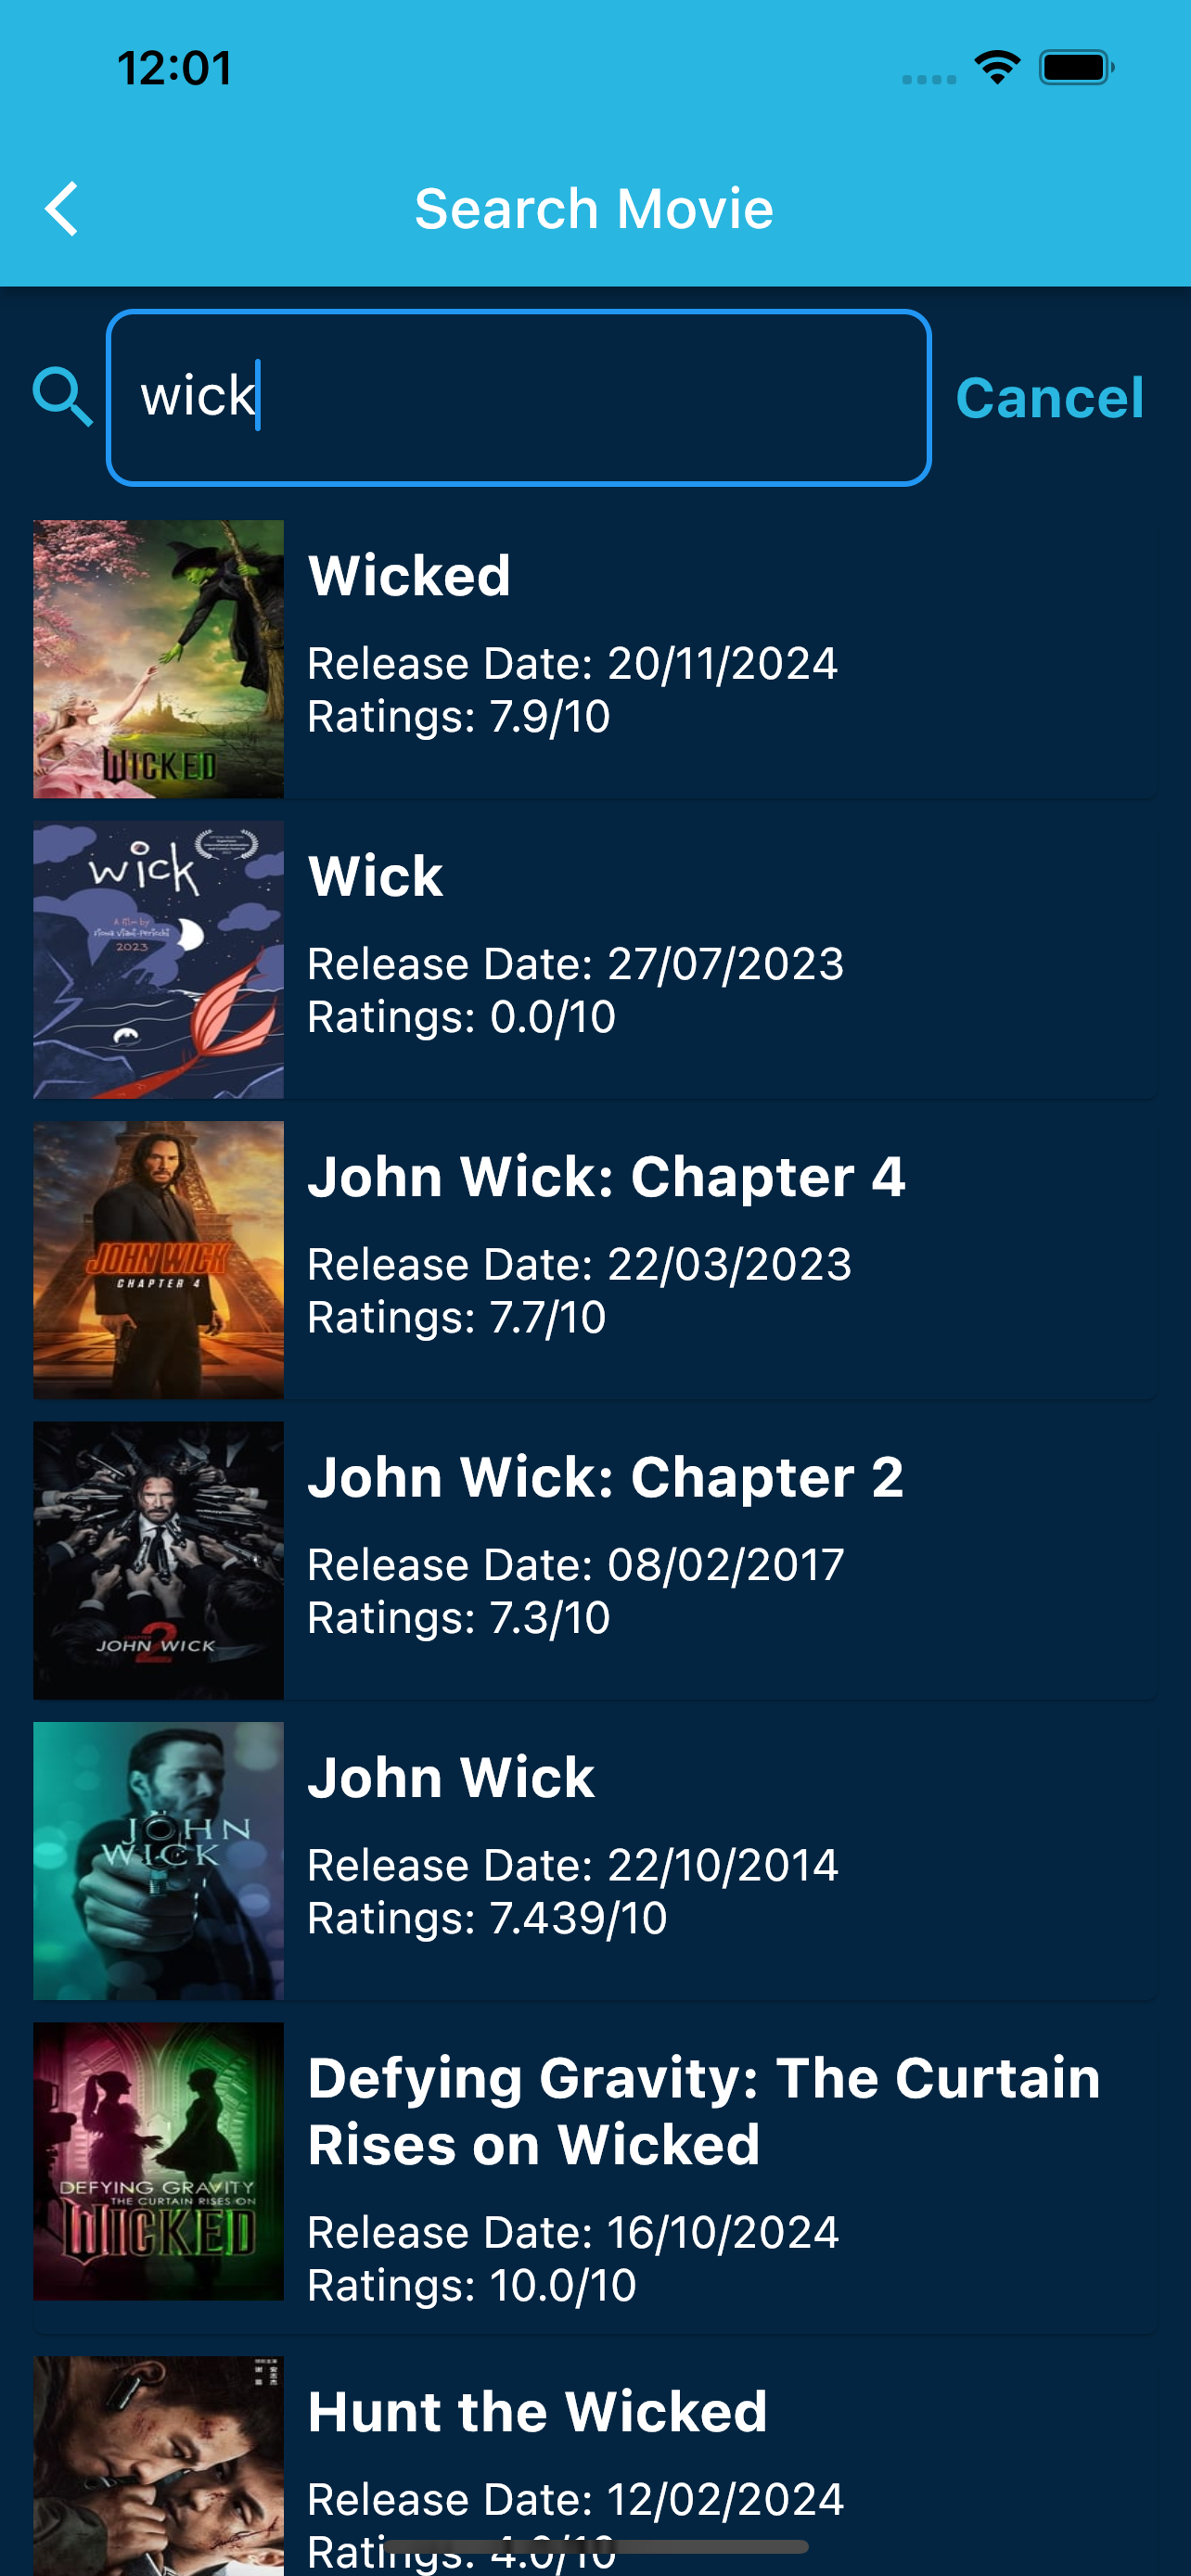 12:01
Search Movie
wick
Cancel
WICKED
Wicked
Release Date: 20/11/2024
Ratings: 7.9/10
wick
A film by
2023
Wick
Release Date: 27/07/2023
Ratings: 0.0/10
JOHN WICK
CHAPTER 4
John Wick: Chapter 4
Release Date: 22/03/2023
Ratings: 7.7/10
2
JOHN WICK
John Wick: Chapter 2
Release Date: 08/02/2017
Ratings: 7.3/10
JOHN
WICK
John Wick
Release Date: 22/10/2014
Ratings: 7.439/10
DEFYING GRAVITY
THE CURTAIN RISES ON
WICKED
Defying Gravity: The Curtain
Rises on Wicked
Release Date: 16/10/2024
Ratings: 10.0/10
Hunt the Wicked
Release Date: 12/02/2024
Ratings: 4.0/10